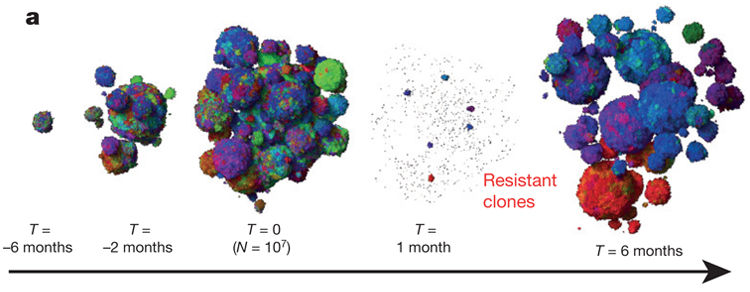 a
Resistant
clones
T =
–6 months
T =
–2 months
T = 0
(N = 10⁷)
T =
1 month
T = 6 months